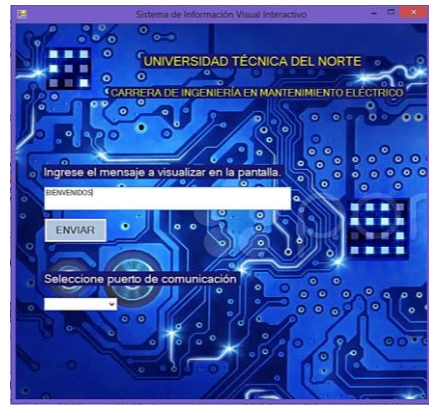 Sistema de Información Visual Interactivo
UNIVERSIDAD TÉCNICA DEL NORTE
CARRERA DE INGENIERÍA EN MANTENIMIENTO ELÉCTRICO
Ingrese el mensaje a visualizar en la pantalla.
BIENVENIDOS
ENVIAR
Seleccione puerto de comunicación